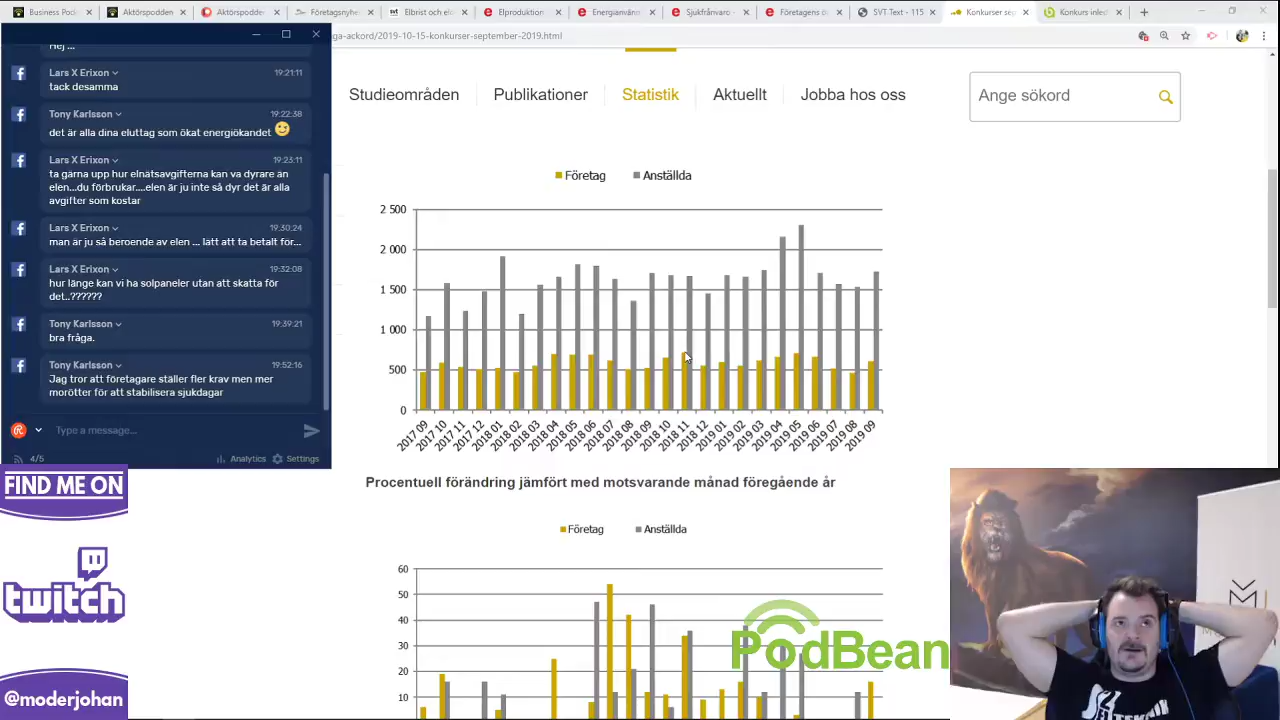 Business Pod
Aktörspodden
Aktörspodden
Företagsnyhe
Elbrist och elo
Elproduktion
Energianvänn
Sjukfrånvaro
Företagens
SVT Text - 115
Konkurser se
Konkurs inled
ga-ackord/2019-10-15-konkurser-september-2019.html
Hej ...
Lars X Erixon 19:21:11
tack desamma
Tony Karlsson 19:22:38
det är alla dina eluttag som ökat energiökandet
Lars X Erixon 19:23:11
ta gärna upp hur elnätsavgifterna kan va dyrare än
elen...du förbrukar....elen är ju inte så dyr det är alla
avgifter som kostar
Lars X Erixon 19:30:24
man är ju så beroende av elen ... lätt att ta betalt för...
Lars X Erixon 19:32:08
hur länge kan vi ha solpaneler utan att skatta för
det..??????
Tony Karlsson 19:39:21
bra fråga.
Tony Karlsson 19:52:16
Jag tror att företagare ställer fler krav men mer
morötter för att stabilisera sjukdagar
Type a message...
4/5 Analytics Settings
Studieområden Publikationer Statistik Aktuellt Jobba hos oss
Ange sökord
Företag Anställda
2 500
2 000
1 500
1 000
500
0
2017 09 2017 10 2017 11 2017 12 2018 01 2018 02 2018 03 2018 04 2018 05 2018 06 2018 07 2018 08 2018 09 2018 10 2018 11 2018 12 2019 01 2019 02 2019 03 2019 04 2019 05 2019 06 2019 07 2019 08 2019 09
Procentuell förändring jämfört med motsvarande månad föregående år
Företag Anställda
60
50
40
30
20
10
FIND ME ON
twitch
@moderjohan
PodBean